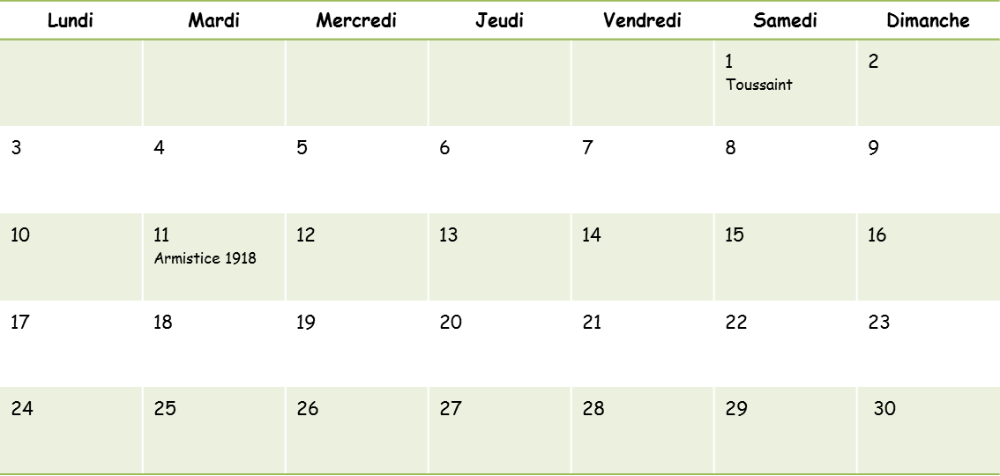 Lundi Mardi Mercredi Jeudi Vendredi Samedi Dimanche
1 2
Toussaint
3 4 5 6 7 8 9
10 11 12 13 14 15 16
Armistice 1918
17 18 19 20 21 22 23
24 25 26 27 28 29 30